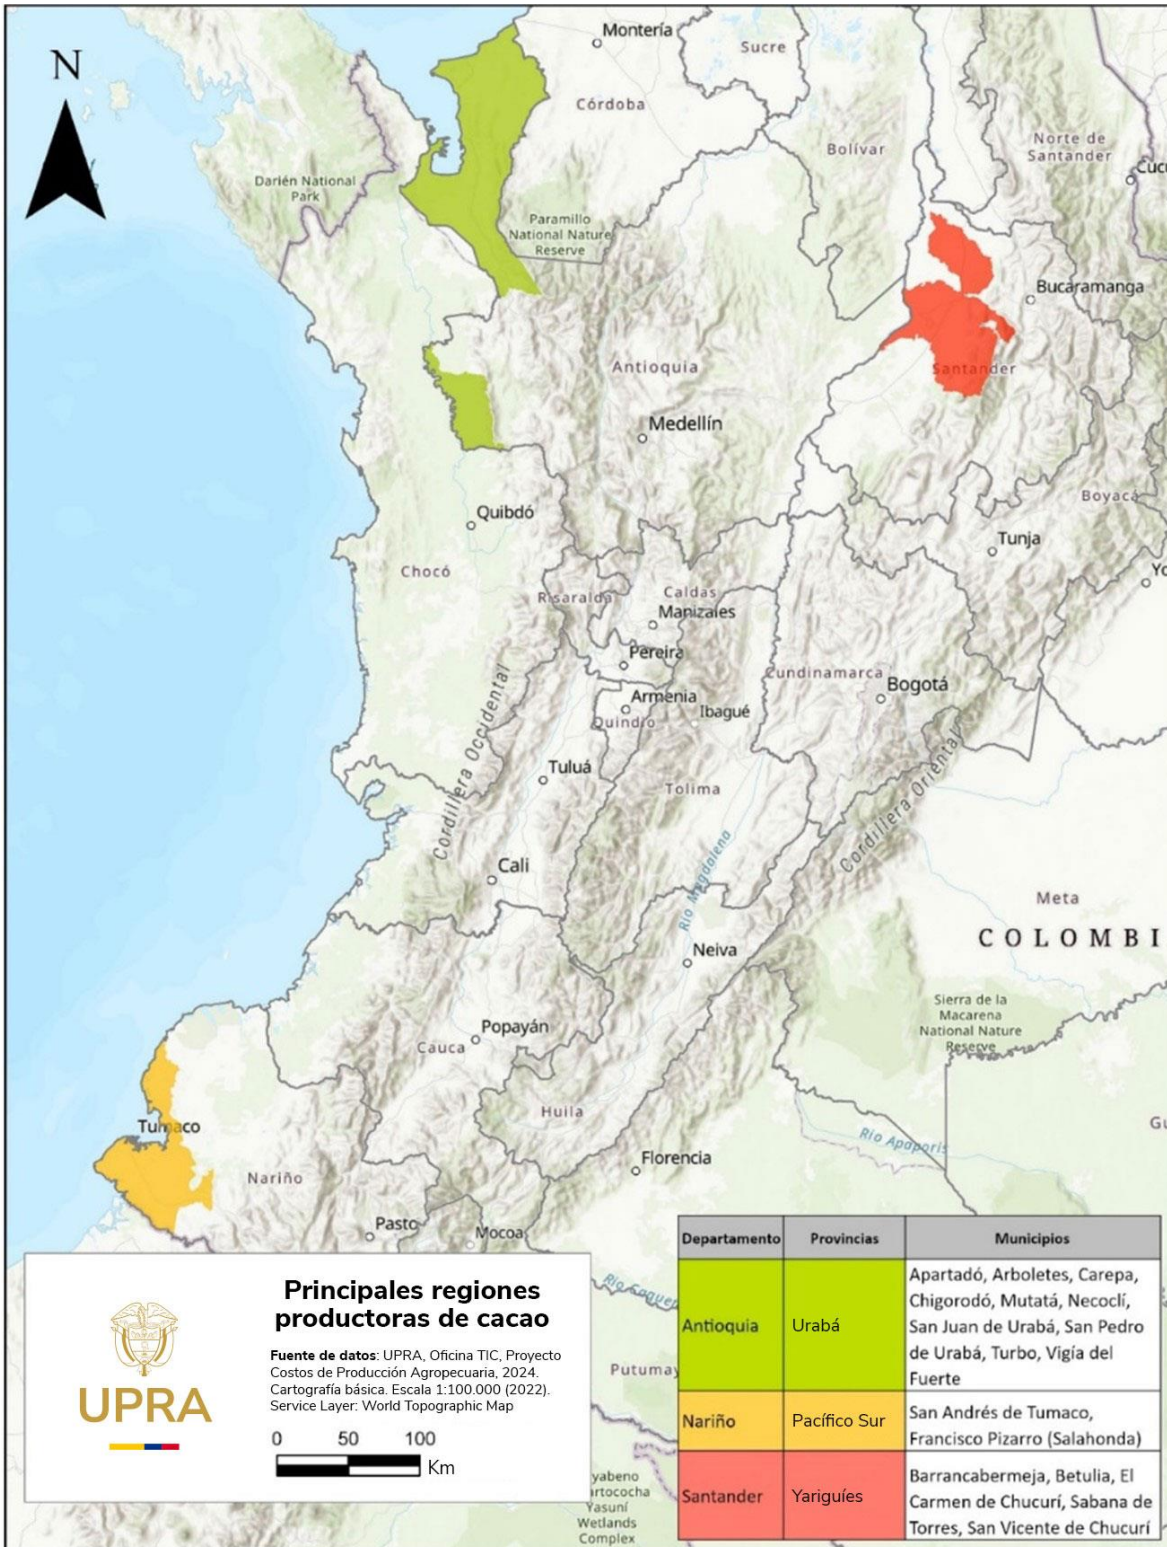 N
Montería
Sucre
Córdoba
Bolívar
Norte de
Santander
Darién National
Park
Paramillo
National Nature
Reserve
Bucaramanga
Antioquia
Santander
Medellín
Boyacá
Quibdó
Tunja
Chocó
Risaralda
Caldas
Manizales
Pereira
Cundinamarca
Armenia
Bogotá
Quindío
Ibagué
Cordillera Occidental
Tuluá
Tolima
Cordillera Oriental
Río Magdalena
Cali
Meta
COLOMBI
Neiva
Sierra de la
Macarena
National Nature
Reserve
Popayán
Cauca
Huila
Tumaco
Río Apaporis
Florencia
Nariño
Pasto
Mocoa
Putumay
yabeno
artococha
Yasuní
Wetlands
Complex
UPRA
Principales regiones
productoras de cacao
Fuente de datos: UPRA, Oficina TIC, Proyecto
Costos de Producción Agropecuaria, 2024.
Cartografía básica. Escala 1:100.000 (2022).
Service Layer: World Topographic Map
0 50 100
Km
Departamento Provincias Municipios
Antioquia Urabá Apartadó, Arboletes, Carepa,
Chigorodó, Mutatá, Necoclí,
San Juan de Urabá, San Pedro
de Urabá, Turbo, Vigía del
Fuerte
Nariño Pacífico Sur San Andrés de Tumaco,
Francisco Pizarro (Salahonda)
Santander Yariguíes Barrancabermeja, Betulia, El
Carmen de Chucurí, Sabana de
Torres, San Vicente de Chucurí